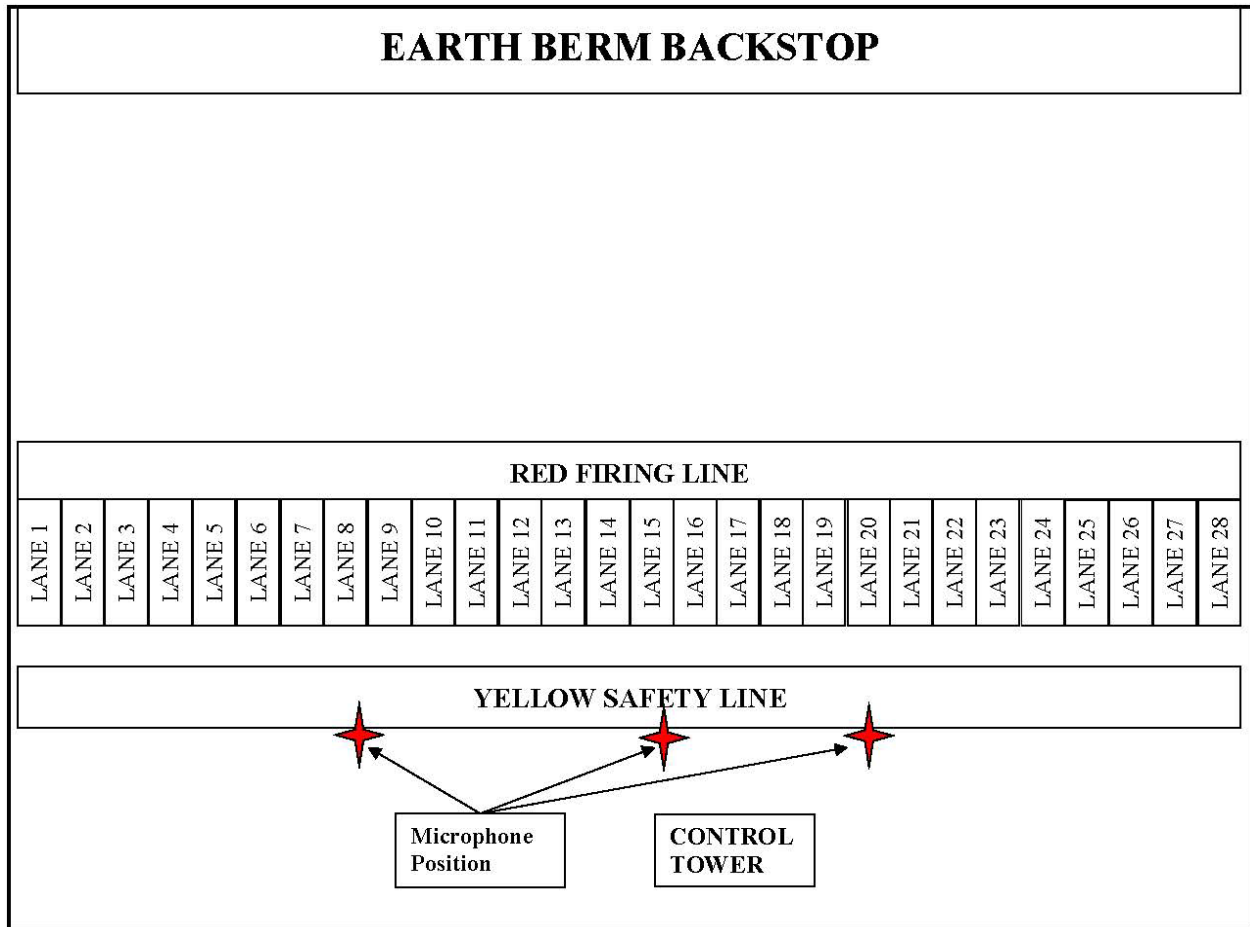 EARTH BERM BACKSTOP
RED FIRING LINE
LANE 1
LANE 2
LANE 3
LANE 4
LANE 5
LANE 6
LANE 7
LANE 8
LANE 9
LANE 10
LANE 11
LANE 12
LANE 13
LANE 14
LANE 15
LANE 16
LANE 17
LANE 18
LANE 19
LANE 20
LANE 21
LANE 22
LANE 23
LANE 24
LANE 25
LANE 26
LANE 27
LANE 28
YELLOW SAFETY LINE
Microphone
Position
CONTROL
TOWER